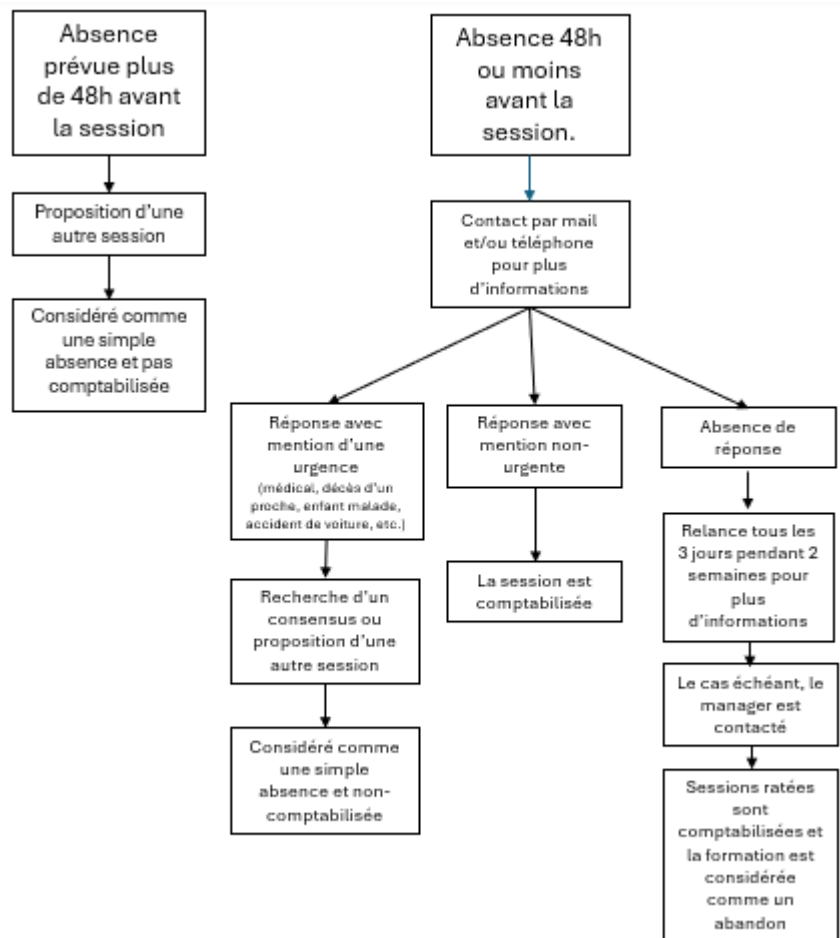 Absence
prévue plus
de 48h avant
la session
Proposition d'une
autre session
Considéré comme
une simple
absence et pas
comptabilisée
Absence 48h
ou moins
avant la
session.
Contact par mail
et/ou téléphone
pour plus
d'informations
Réponse avec
mention d'une
urgence
(médical, décès d'un
proche, enfant malade,
accident de voiture, etc.)
Recherche d'un
consensus ou
proposition d'une
autre session
Considéré comme
une simple
absence et non-
comptabilisée
Réponse avec
mention non-
urgente
La session est
comptabilisée
Absence de
réponse
Relance tous les
3 jours pendant 2
semaines pour
plus
d'informations
Le cas échéant, le
manager est
contacté
Sessions ratées
sont
comptabilisées et
la formation est
considérée
comme un
abandon